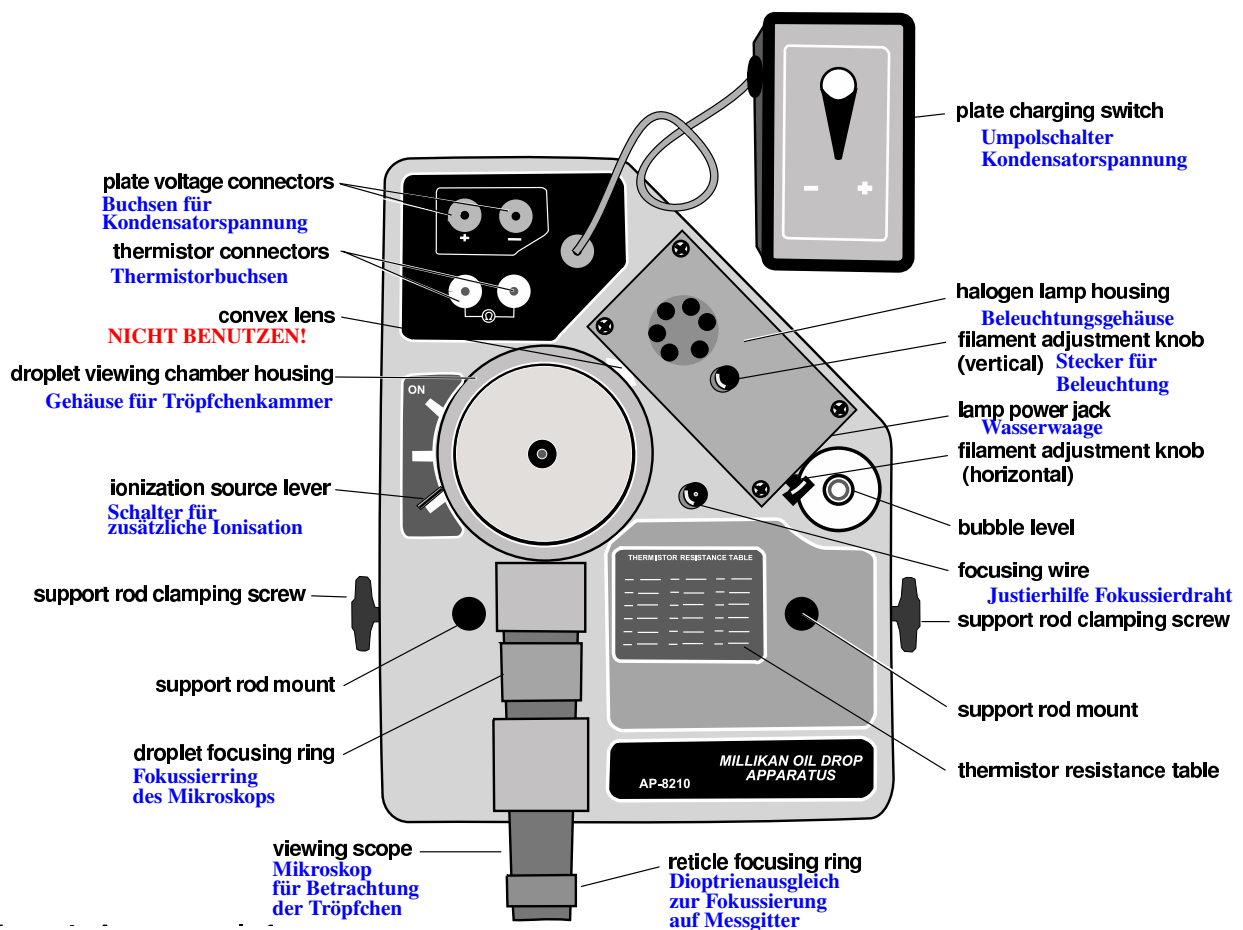 plate charging switch
Umpolschalter
Kondensatorspannung
−
+
plate voltage connectors
Buchsen für
Kondensatorspannung
+
−
thermistor connectors
Thermistorbuchsen
Ω
convex lens
NICHT BENUTZEN!
droplet viewing chamber housing
Gehäuse für Tröpfchenkammer
ON
ionization source lever
Schalter für
zusätzliche Ionisation
support rod clamping screw
support rod mount
droplet focusing ring
Fokussierring
des Mikroskops
viewing scope
Mikroskop
für Betrachtung
der Tröpfchen
halogen lamp housing
Beleuchtungsgehäuse
filament adjustment knob
(vertical)
Stecker für
Beleuchtung
lamp power jack
Wasserwaage
filament adjustment knob
(horizontal)
bubble level
focusing wire
Justierhilfe Fokussierdraht
support rod clamping screw
support rod mount
thermistor resistance table
THERMISTOR RESISTANCE TABLE
MILLIKAN OIL DROP
APPARATUS
AP-8210
reticle focusing ring
Dioptrienausgleich
zur Fokussierung
auf Messgitter